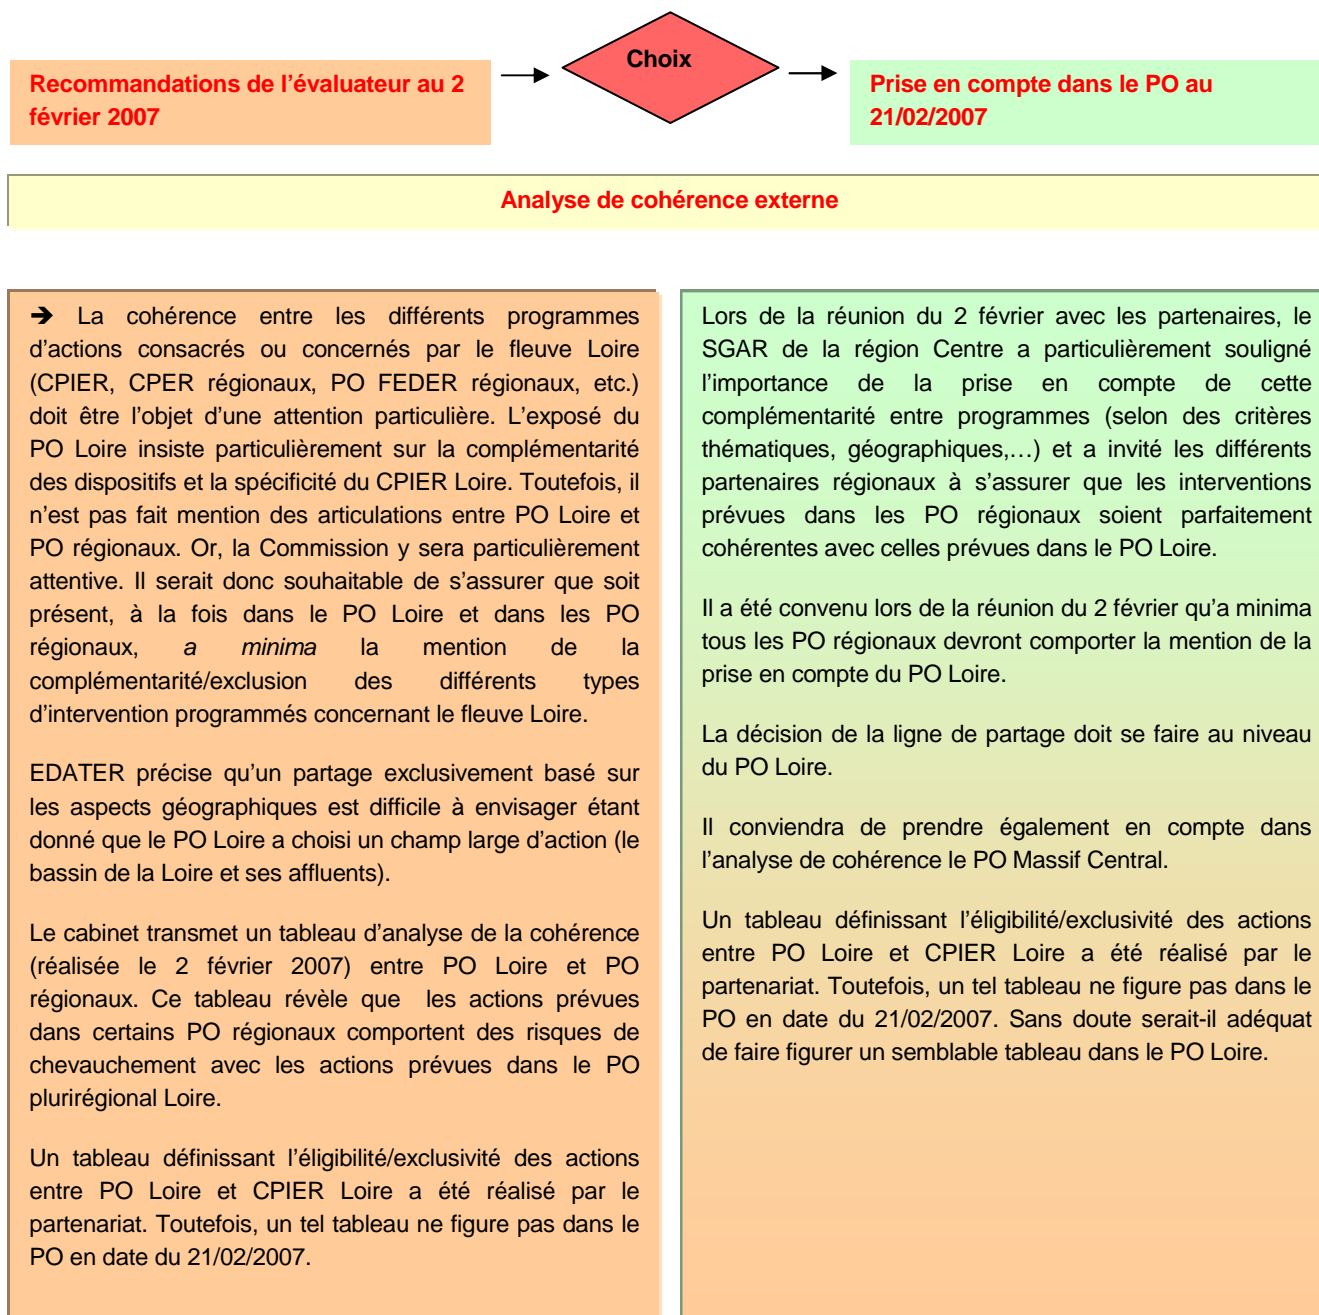 Recommandations de l'évaluateur au 2
février 2007
Choix
Prise en compte dans le PO au
21/02/2007
Analyse de cohérence externe
➔ La cohérence entre les différents programmes
d'actions consacrés ou concernés par le fleuve Loire
(CPIER, CPER régionaux, PO FEDER régionaux, etc.)
doit être l'objet d'une attention particulière. L'exposé du
PO Loire insiste particulièrement sur la complémentarité
des dispositifs et la spécificité du CPIER Loire. Toutefois, il
n'est pas fait mention des articulations entre PO Loire et
PO régionaux. Or, la Commission y sera particulièrement
attentive. Il serait donc souhaitable de s'assurer que soit
présent, à la fois dans le PO Loire et dans les PO
régionaux, a minima la mention de la
complémentarité/exclusion des différents types
d'intervention programmés concernant le fleuve Loire.
EDATER précise qu'un partage exclusivement basé sur
les aspects géographiques est difficile à envisager étant
donné que le PO Loire a choisi un champ large d'action (le
bassin de la Loire et ses affluents).
Le cabinet transmet un tableau d'analyse de la cohérence
(réalisée le 2 février 2007) entre PO Loire et PO
régionaux. Ce tableau révèle que les actions prévues
dans certains PO régionaux comportent des risques de
chevauchement avec les actions prévues dans le PO
plurirégional Loire.
Un tableau définissant l'éligibilité/exclusivité des actions
entre PO Loire et CPIER Loire a été réalisé par le
partenariat. Toutefois, un tel tableau ne figure pas dans le
PO en date du 21/02/2007.
Lors de la réunion du 2 février avec les partenaires, le
SGAR de la région Centre a particulièrement souligné
l'importance de la prise en compte de cette
complémentarité entre programmes (selon des critères
thématiques, géographiques,…) et a invité les différents
partenaires régionaux à s'assurer que les interventions
prévues dans les PO régionaux soient parfaitement
cohérentes avec celles prévues dans le PO Loire.
Il a été convenu lors de la réunion du 2 février qu'a minima
tous les PO régionaux devront comporter la mention de la
prise en compte du PO Loire.
La décision de la ligne de partage doit se faire au niveau
du PO Loire.
Il conviendra de prendre également en compte dans
l'analyse de cohérence le PO Massif Central.
Un tableau définissant l'éligibilité/exclusivité des actions
entre PO Loire et CPIER Loire a été réalisé par le
partenariat. Toutefois, un tel tableau ne figure pas dans le
PO en date du 21/02/2007. Sans doute serait-il adéquat
de faire figurer un semblable tableau dans le PO Loire.